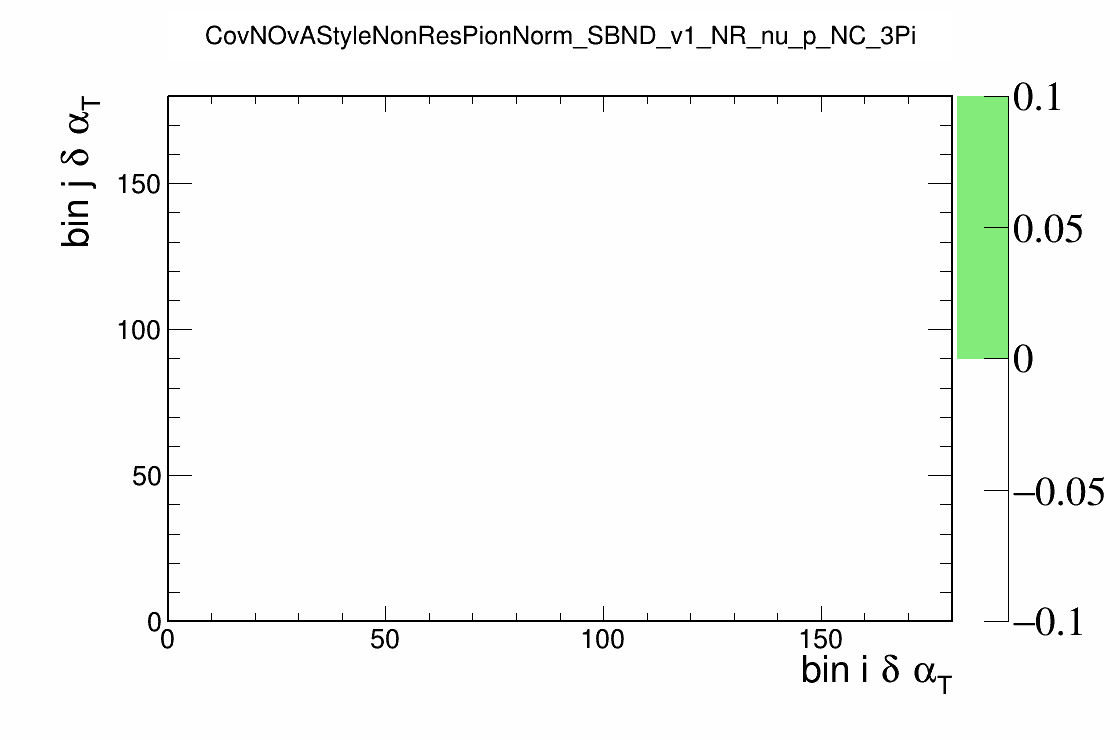 CovNOvAStyleNonResPionNorm_SBND_v1_NR_nu_p_NC_3Pi
bin j δ α_T
150
100
50
0
0 50 100 150
bin i δ α_T
0.1
0.05
0
−0.05
−0.1